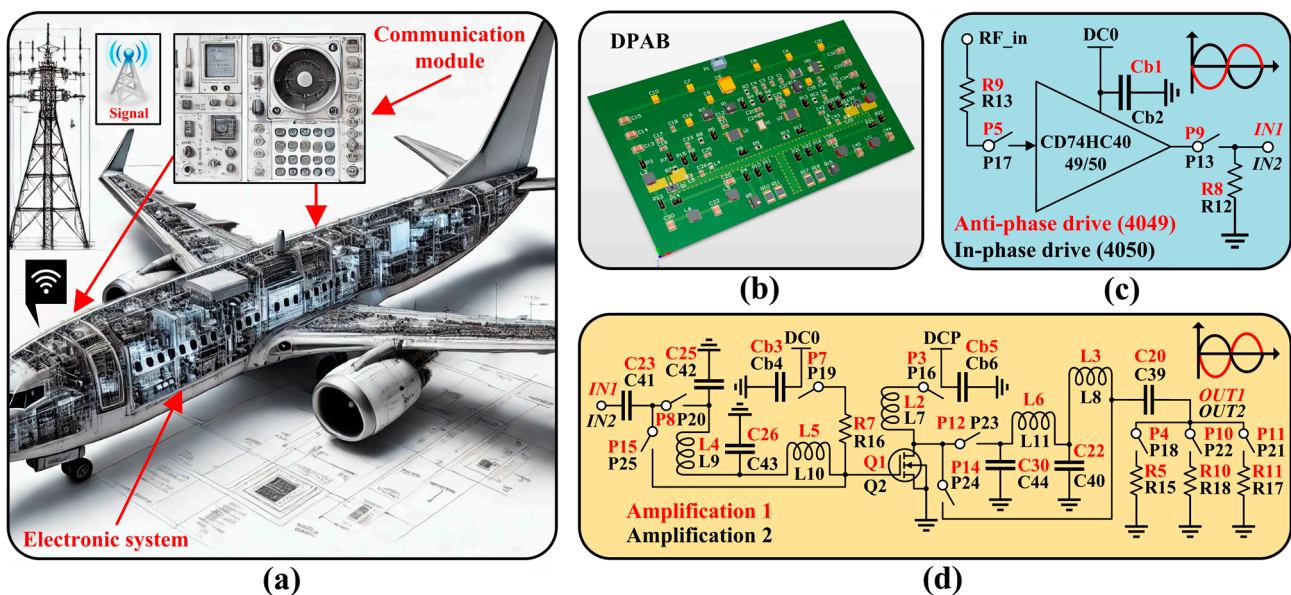 Signal
Communication
module
Electronic system
(a)
DPAB
(b)
RF_in
R9
R13
P5
P17
DC0
Cb1
Cb2
CD74HC40
49/50
P9
P13
IN1
IN2
R8
R12
Anti-phase drive (4049)
In-phase drive (4050)
(c)
IN1
IN2
C23
C41
C25
C42
P8
P20
P15
P25
L4
L9
C26
C43
Cb3
Cb4
DC0
P7
P19
L5
L10
R7
R16
P3
P16
DCP
Cb5
Cb6
L2
L7
Q1
Q2
P12
P23
P14
P24
L6
L11
C30
C44
C22
C40
L3
L8
C20
C39
OUT1
OUT2
P4
P18
P10
P22
P11
P21
R5
R15
R10
R18
R11
R17
Amplification 1
Amplification 2
(d)